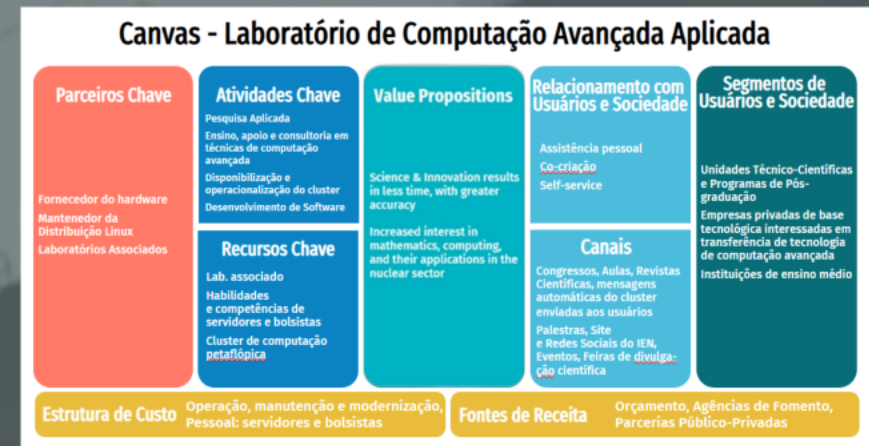 Canvas - Laboratório de Computação Avançada Aplicada
Parceiros Chave
Fornecedor do hardware
Mantenedor da
Distribuição Linux
Laboratórios Associados
Atividades Chave
Pesquisa Aplicada
Ensino, apoio e consultoria em
técnicas de computação
avançada
Disponibilização e
operacionalização do cluster
Desenvolvimento de Software
Recursos Chave
Lab. associado
Habilidades
e competências de
servidores e bolsistas
Cluster de computação
petaflópica
Value Propositions
Science & Innovation results
in less time, with greater
accuracy
Increased interest in
mathematics, computing,
and their applications in the
nuclear sector
Relacionamento com
Usuários e Sociedade
Assistência pessoal
Co-criação
Self-service
Canais
Congressos, Aulas, Revistas
Científicas, mensagens
automáticas do cluster
enviadas aos usuários
Palestras, Site
e Redes Sociais do IEN,
Eventos, Feiras de divulga-
ção científica
Segmentos de
Usuários e Sociedade
Unidades Técnico-Científicas
e Programas de Pós-
graduação
Empresas privadas de base
tecnológica interessadas em
transferência de tecnologia
de computação avançada
Instituições de ensino médio
Estrutura de Custo
Operação, manutenção e modernização,
Pessoal: servidores e bolsistas
Fontes de Receita
Orçamento, Agências de Fomento,
Parcerias Público-Privadas